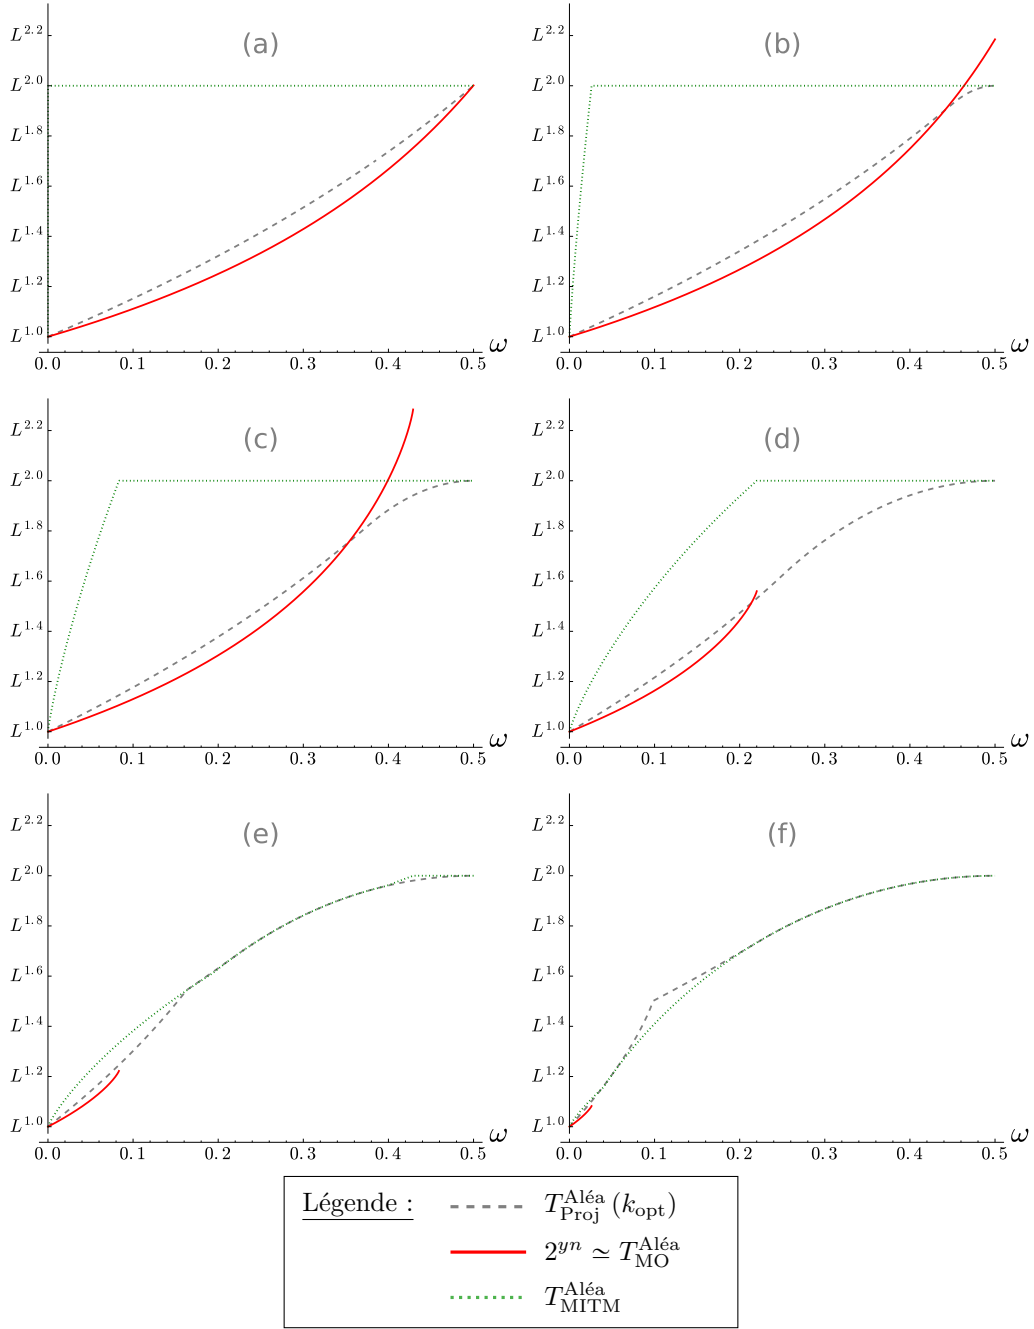 (a) (b)
L^2.2 L^2.2
L^2.0 L^2.0
L^1.8 L^1.8
L^1.6 L^1.6
L^1.4 L^1.4
L^1.2 L^1.2
L^1.0 L^1.0
0.0 0.1 0.2 0.3 0.4 0.5 ω 0.0 0.1 0.2 0.3 0.4 0.5 ω
(c) (d)
L^2.2 L^2.2
L^2.0 L^2.0
L^1.8 L^1.8
L^1.6 L^1.6
L^1.4 L^1.4
L^1.2 L^1.2
L^1.0 L^1.0
0.0 0.1 0.2 0.3 0.4 0.5 ω 0.0 0.1 0.2 0.3 0.4 0.5 ω
(e) (f)
L^2.2 L^2.2
L^2.0 L^2.0
L^1.8 L^1.8
L^1.6 L^1.6
L^1.4 L^1.4
L^1.2 L^1.2
L^1.0 L^1.0
0.0 0.1 0.2 0.3 0.4 0.5 ω 0.0 0.1 0.2 0.3 0.4 0.5 ω
Légende : T_Proj^Aléa (k_opt)
2^yn ≃ T_MO^Aléa
T_MITM^Aléa